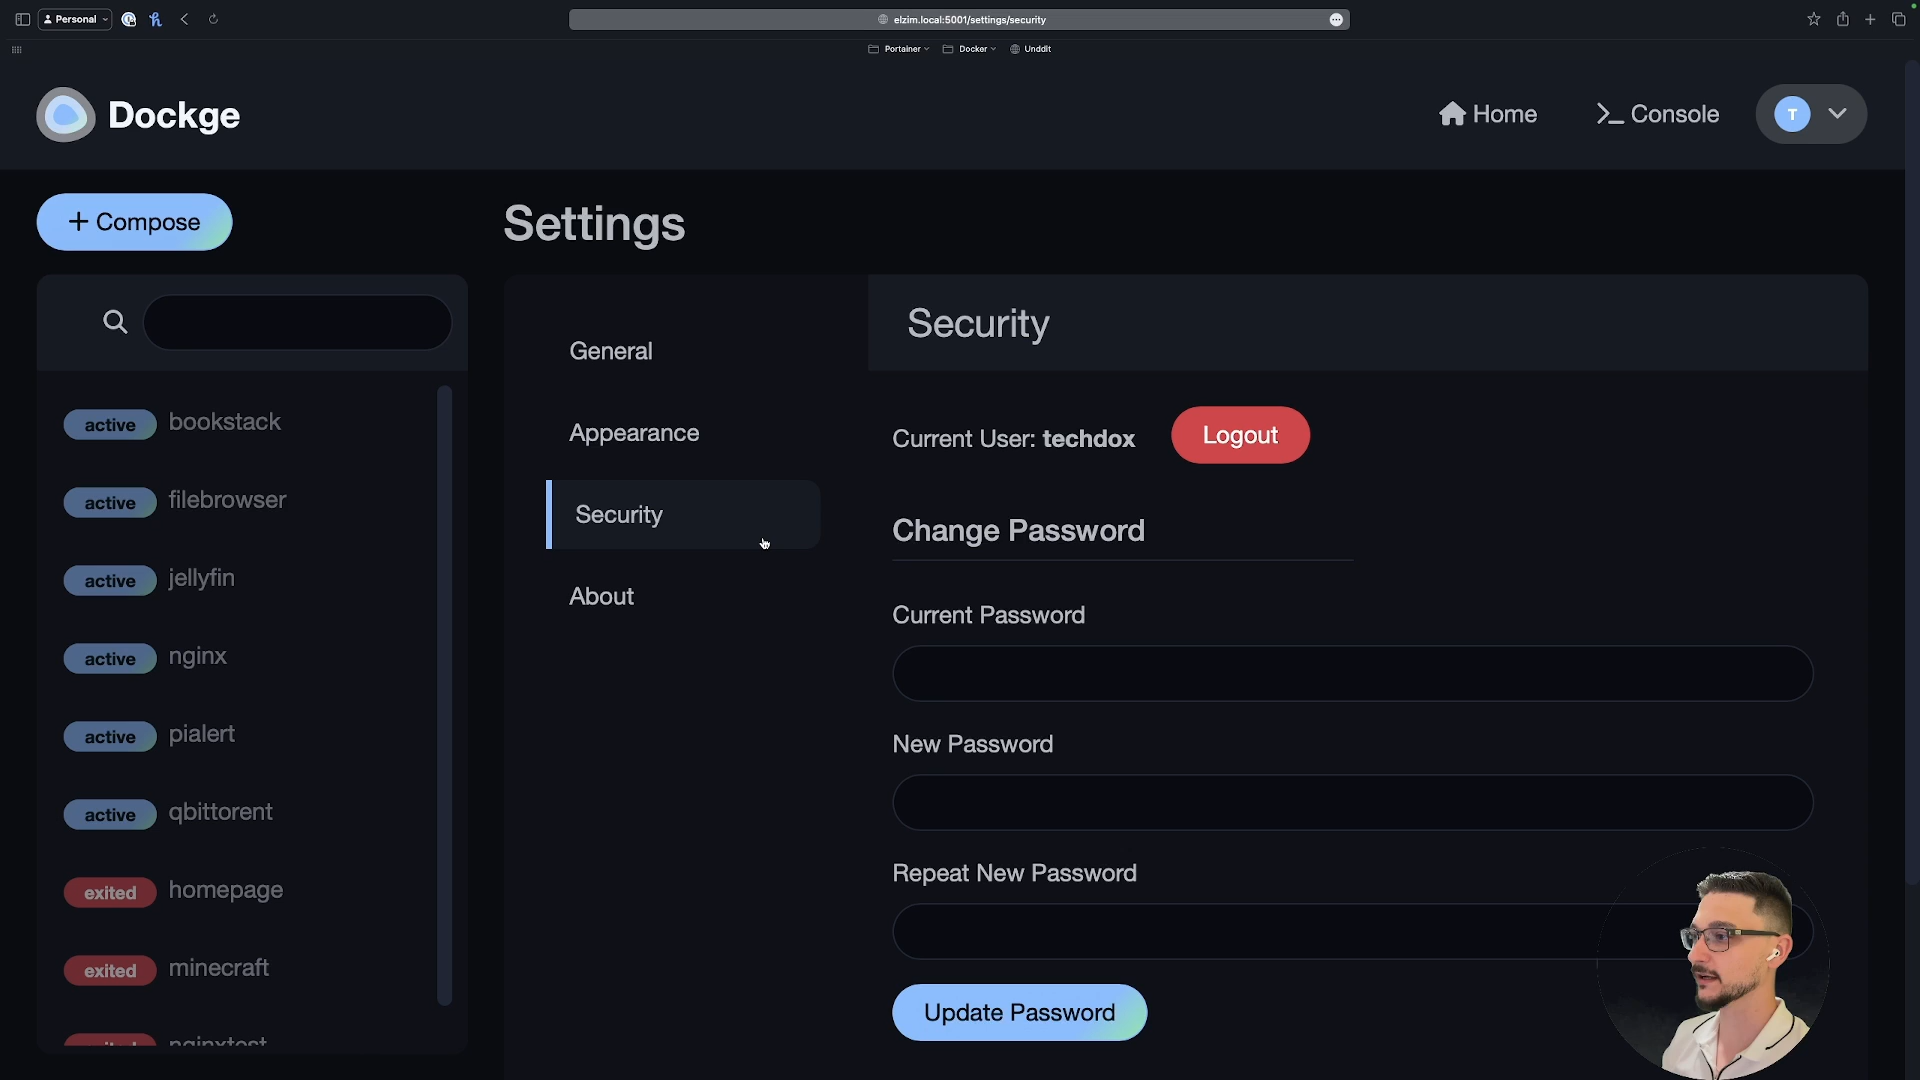 Personal
elzim.local:5001/settings/security
Portainer
Docker
Unddit
Dockge
Home
Console
T
+ Compose
Settings
General
Appearance
Security
About
Security
Current User: techdox
Logout
Change Password
Current Password
New Password
Repeat New Password
Update Password
active bookstack
active filebrowser
active jellyfin
active nginx
active pialert
active qbittorent
exited homepage
exited minecraft
exited nginxtest